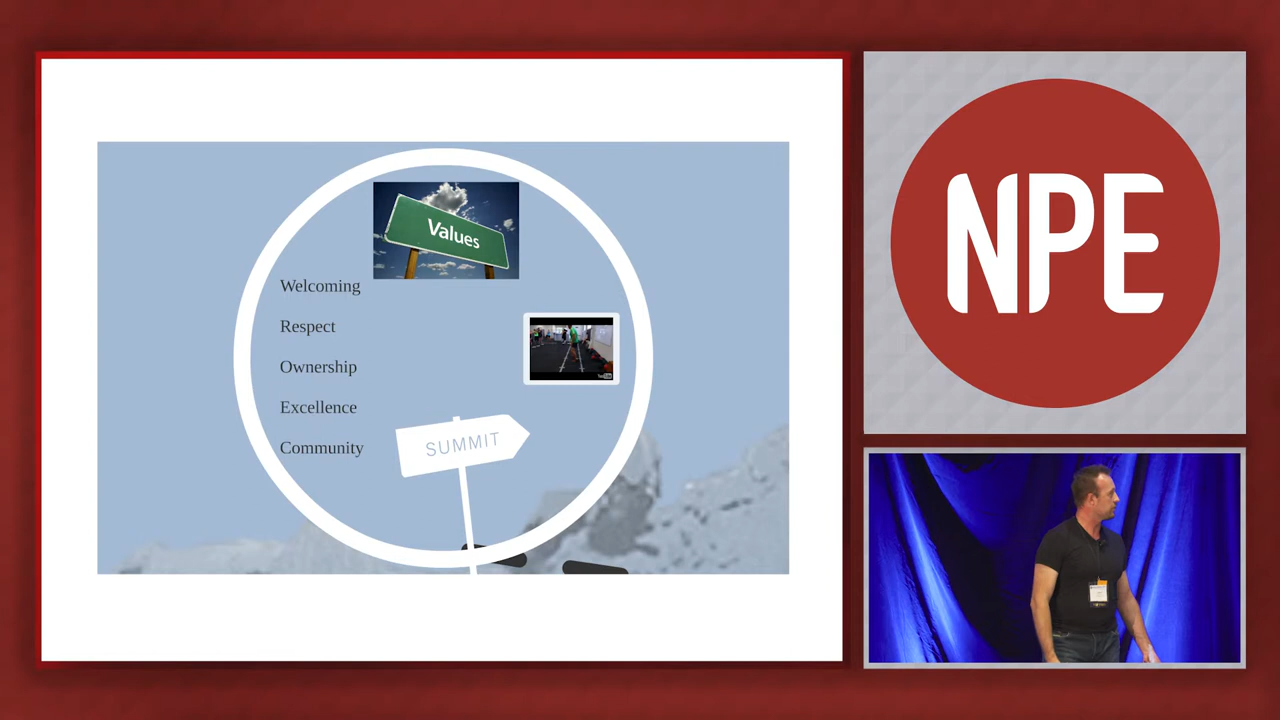 Values
Welcoming
Respect
Ownership
Excellence
Community
SUMMIT
NPE